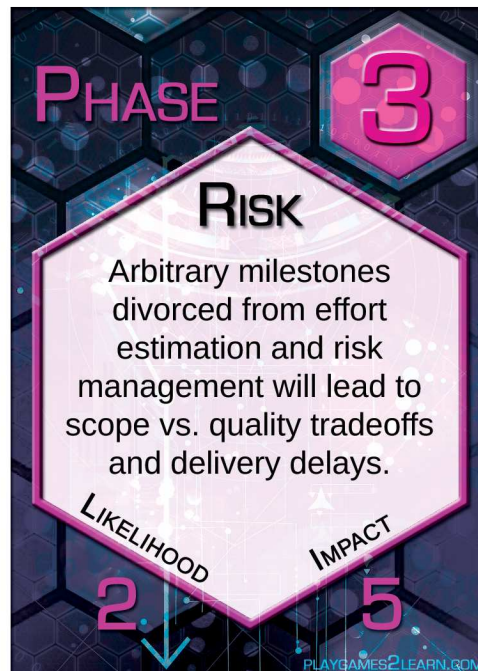 PHASE
3
RISK
Arbitrary milestones
divorced from effort
estimation and risk
management will lead to
scope vs. quality tradeoffs
and delivery delays.
LIKELIHOOD
IMPACT
2
5
PLAYGAMES2LEARN.COM